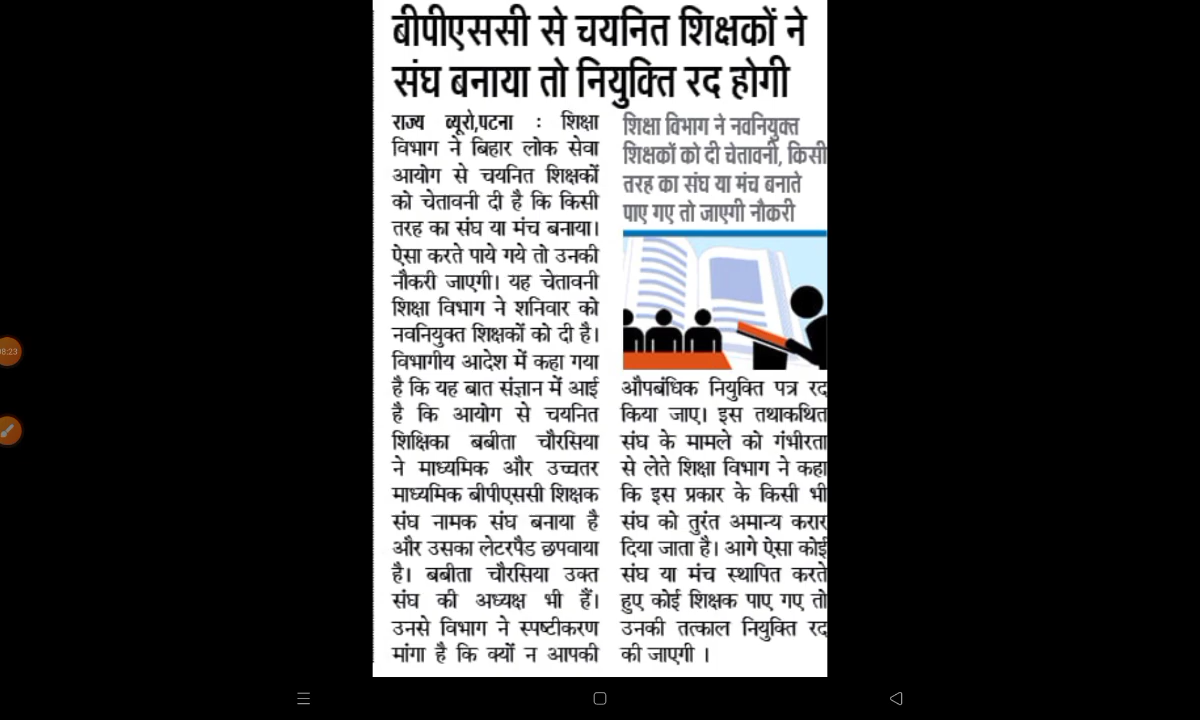 बीपीएससी से चयनित शिक्षकों ने
संघ बनाया तो नियुक्ति रद होगी
राज्य ब्यूरो,पटना : शिक्षा
विभाग ने बिहार लोक सेवा
आयोग से चयनित शिक्षकों
को चेतावनी दी है कि किसी
तरह का संघ या मंच बनाया।
ऐसा करते पाये गये तो उनकी
नौकरी जाएगी। यह चेतावनी
शिक्षा विभाग ने शनिवार को
नवनियुक्त शिक्षकों को दी है।
विभागीय आदेश में कहा गया
है कि यह बात संज्ञान में आई
है कि आयोग से चयनित
शिक्षिका बबीता चौरसिया
ने माध्यमिक और उच्चतर
माध्यमिक बीपीएससी शिक्षक
संघ नामक संघ बनाया है
और उसका लेटरपैड छपवाया
है। बबीता चौरसिया उक्त
संघ की अध्यक्ष भी हैं।
उनसे विभाग ने स्पष्टीकरण
मांगा है कि क्यों न आपकी
शिक्षा विभाग ने नवनियुक्त
शिक्षकों को दी चेतावनी, किसी
तरह का संघ या मंच बनाते
पाए गए तो जाएगी नौकरी
औपबंधिक नियुक्ति पत्र रद
किया जाए। इस तथाकथित
संघ के मामले को गंभीरता
से लेते शिक्षा विभाग ने कहा
कि इस प्रकार के किसी भी
संघ को तुरंत अमान्य करार
दिया जाता है। आगे ऐसा कोई
संघ या मंच स्थापित करते
हुए कोई शिक्षक पाए गए तो
उनकी तत्काल नियुक्ति रद
की जाएगी ।